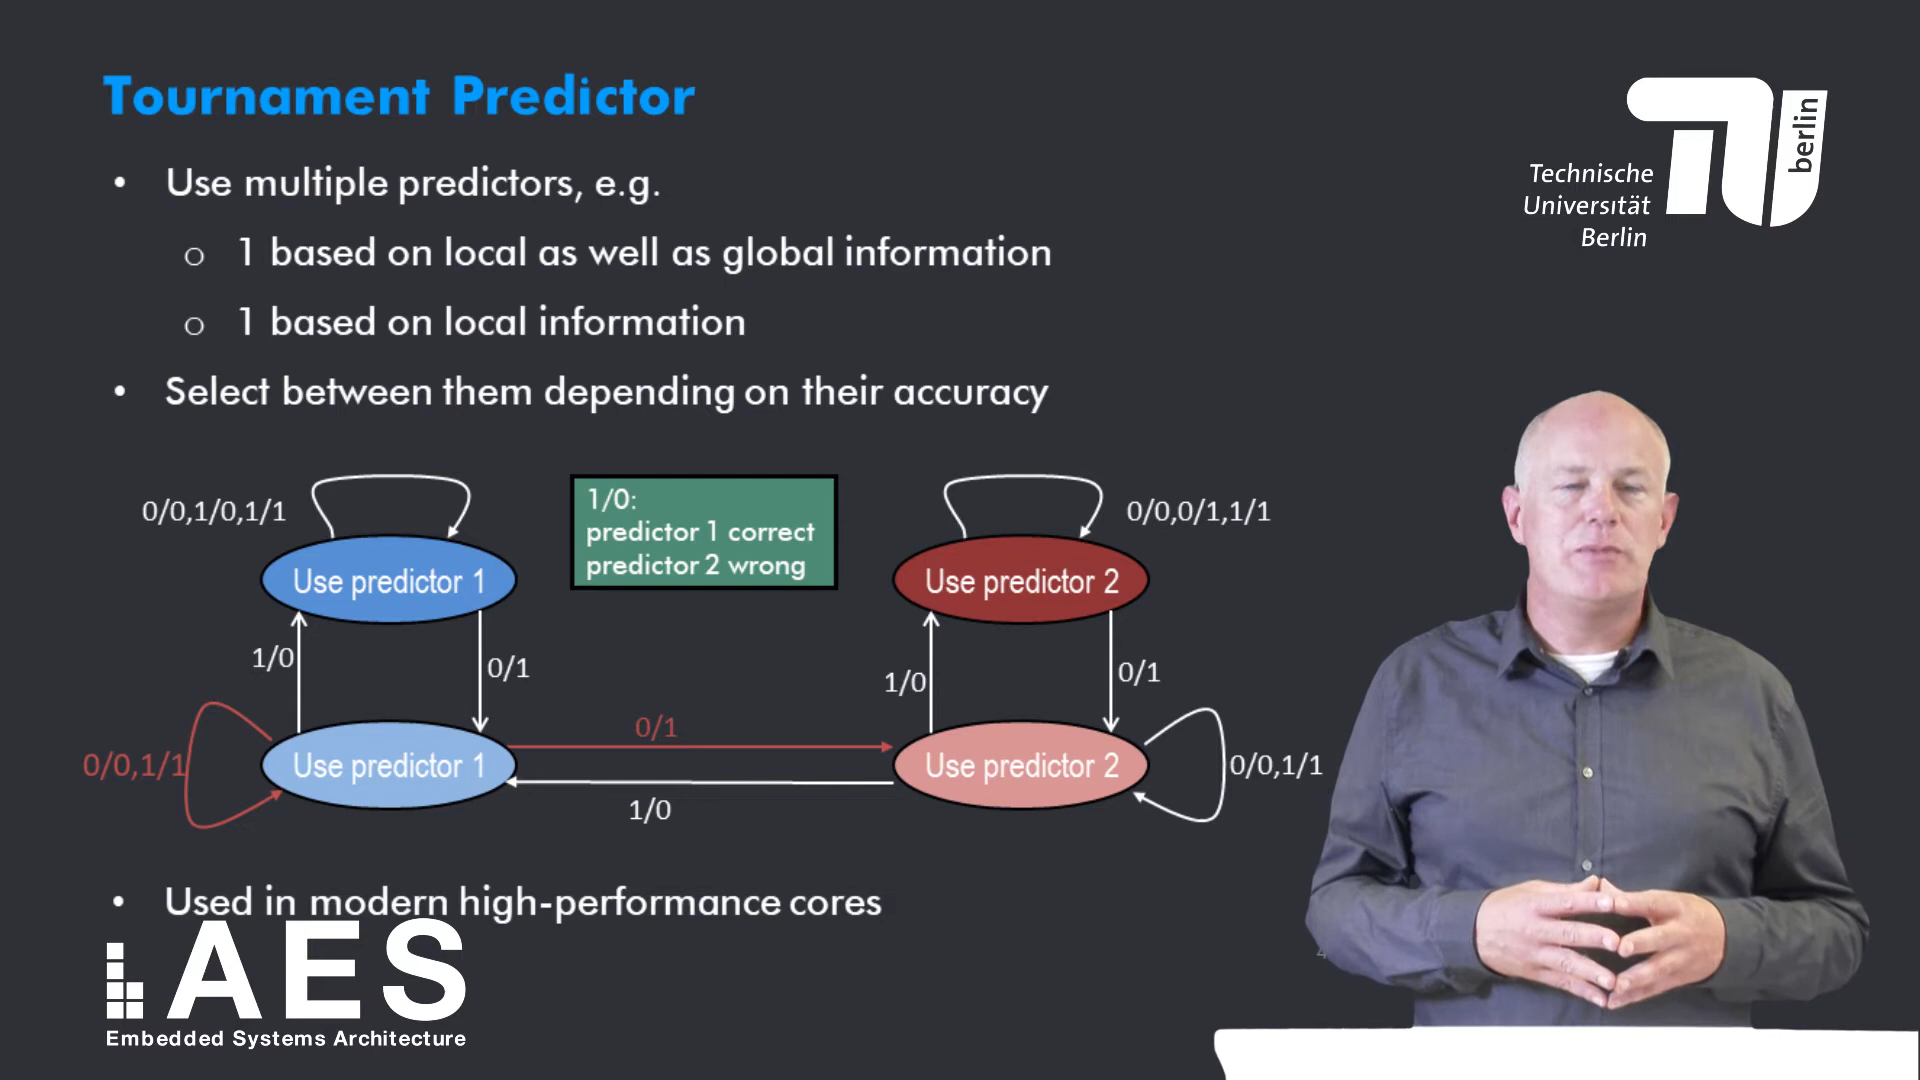 Tournament Predictor
• Use multiple predictors, e.g.
o 1 based on local as well as global information
o 1 based on local information
• Select between them depending on their accuracy
Technische
Universität
Berlin
berlin
0/0,1/0,1/1
1/0:
predictor 1 correct
predictor 2 wrong
0/0,0/1,1/1
Use predictor 1
Use predictor 2
1/0
0/1
1/0
0/1
0/0,1/1
Use predictor 1
0/1
1/0
Use predictor 2
0/0,1/1
• Used in modern high-performance cores
4
AES
Embedded Systems Architecture